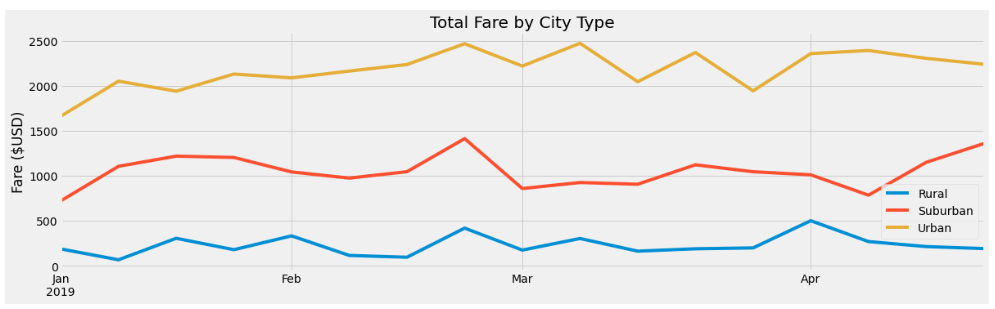 Total Fare by City Type
Fare ($USD)
2500
2000
1500
1000
500
0
Jan
2019
Feb
Mar
Apr
Rural
Suburban
Urban